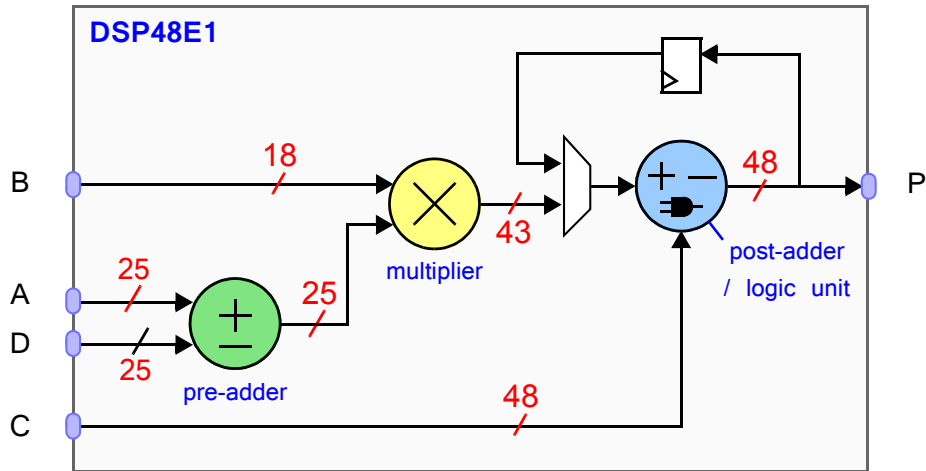 DSP48E1
B
18
48
P
43
multiplier
post-adder
/ logic unit
A
25
25
D
25
pre-adder
48
C